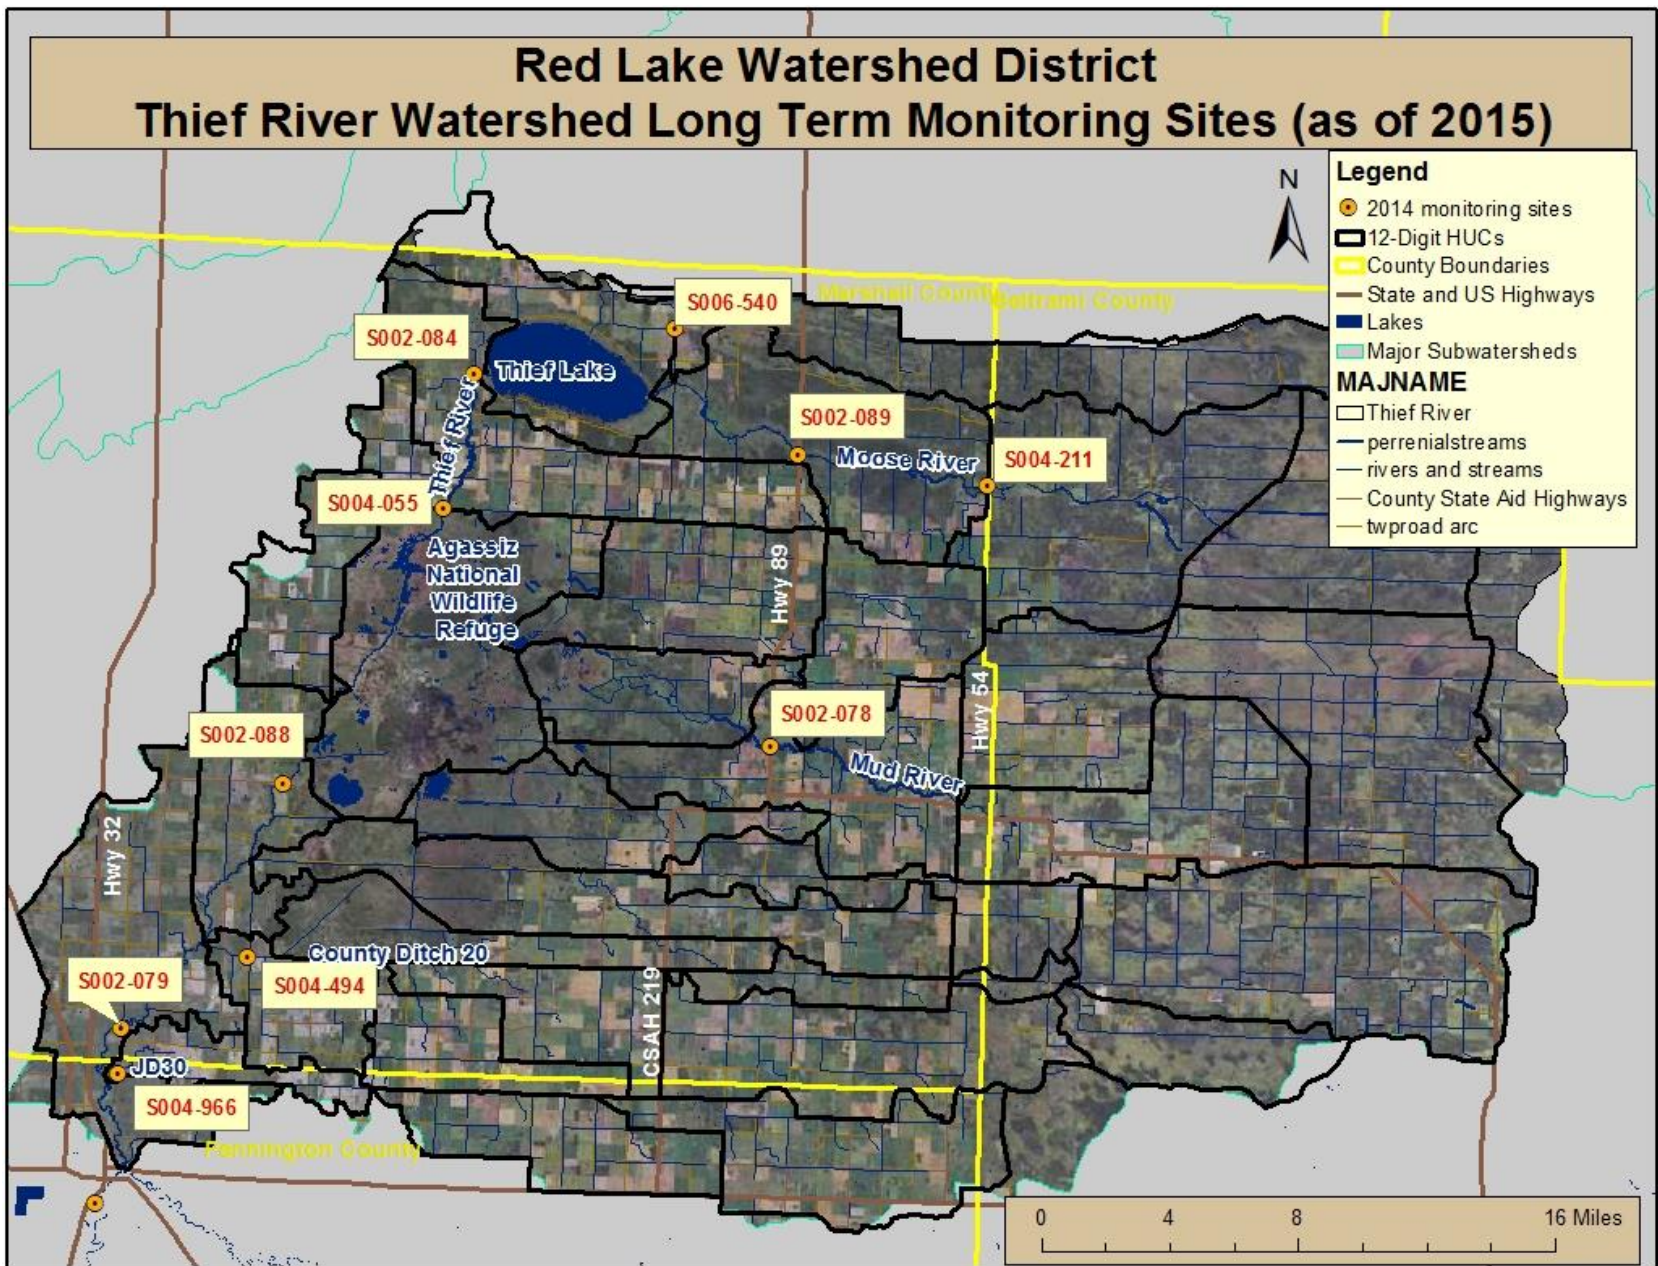 Red Lake Watershed District
Thief River Watershed Long Term Monitoring Sites (as of 2015)
N
Legend
2014 monitoring sites
12-Digit HUCs
County Boundaries
State and US Highways
Lakes
Major Subwatersheds
MAJNAME
Thief River
perrenialstreams
rivers and streams
County State Aid Highways
twproad arc
Marshall County
Beltrami County
S006-540
S002-084
Thief Lake
Thief River
S002-089
Moose River
S004-211
S004-055
Agassiz
National
Wildlife
Refuge
Hwy 89
S002-078
Hwy 54
S002-088
Mud River
Hwy 32
County Ditch 20
S002-079
S004-494
CSAH 219
JD30
S004-966
Pennington County
0 4 8 16 Miles